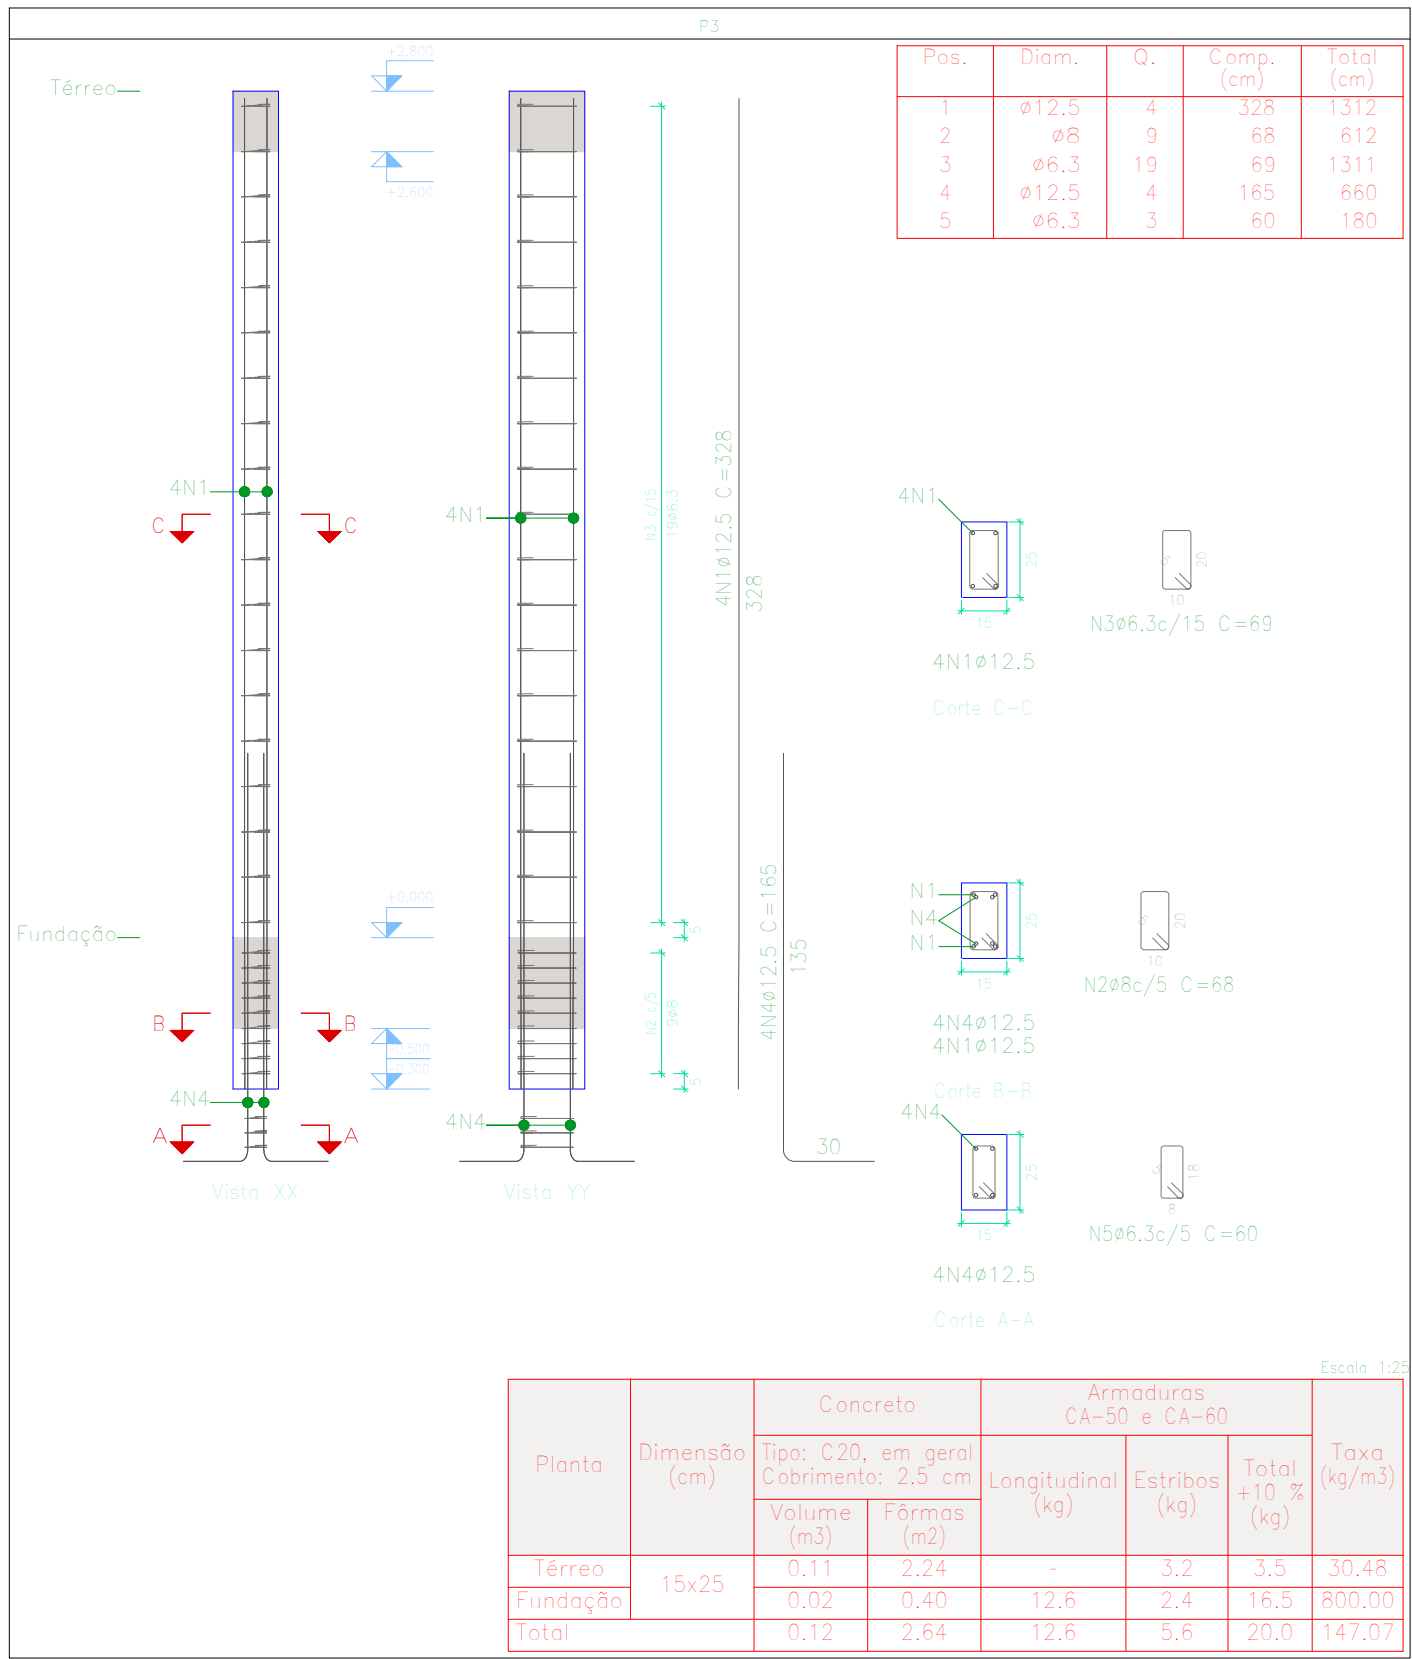 P3
+2.800
Térreo
+2.600
Pos. Diam. Q. Comp. (cm) Total (cm)
1 ø12.5 4 328 1312
2 ø8 9 68 612
3 ø6.3 19 69 1311
4 ø12.5 4 165 660
5 ø6.3 3 60 180
4N1
C C
4N1
N3 c/15
19ø6.3
4N1ø12.5 C=328
328
4N1
25
15
4N1ø12.5
Corte C-C
5
20
10
N3ø6.3c/15 C=69
+0.000
Fundação
5
N2 c/5
9ø8
5
4N4ø12.5 C=165
135
30
N1
N4
N1
25
15
4N4ø12.5
4N1ø12.5
Corte B-B
5
20
10
N2ø8c/5 C=68
B B
-0.500
-0.300
4N4
4N4
A A
Vista XX
Vista YY
4N4
25
15
4N4ø12.5
Corte A-A
5
18
8
N5ø6.3c/5 C=60
Escala 1:25
Planta
Dimensão
(cm)
Concreto
Tipo: C20, em geral
Cobrimento: 2.5 cm
Volume
(m3)
Fôrmas
(m2)
Armaduras
CA-50 e CA-60
Longitudinal
(kg)
Estribos
(kg)
Total
+10 %
(kg)
Taxa
(kg/m3)
Térreo 15x25 0.11 2.24 - 3.2 3.5 30.48
Fundação 0.02 0.40 12.6 2.4 16.5 800.00
Total 0.12 2.64 12.6 5.6 20.0 147.07